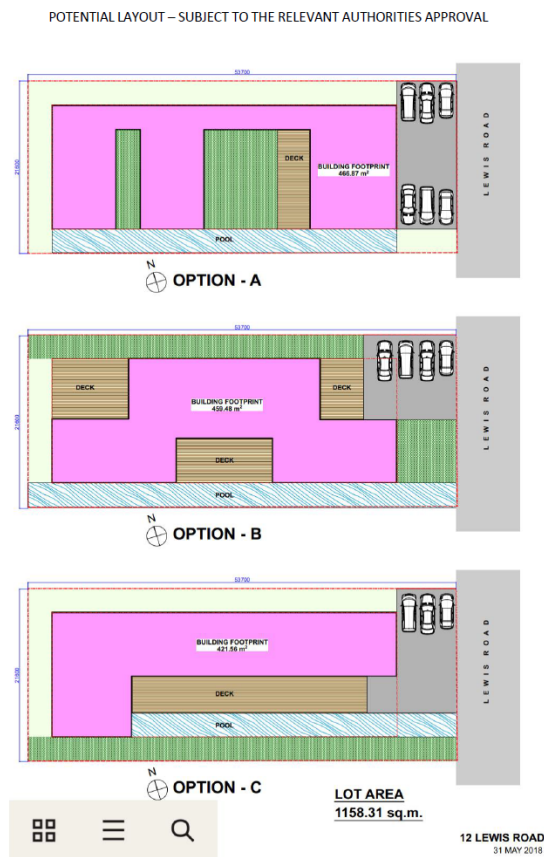 POTENTIAL LAYOUT – SUBJECT TO THE RELEVANT AUTHORITIES APPROVAL
53700
21600
DECK
BUILDING FOOTPRINT
466.87 m²
POOL
LEWIS ROAD
N
OPTION - A
53700
21600
DECK
DECK
BUILDING FOOTPRINT
459.48 m²
DECK
POOL
LEWIS ROAD
N
OPTION - B
53700
21600
BUILDING FOOTPRINT
421.56 m²
DECK
POOL
LEWIS ROAD
N
OPTION - C
LOT AREA
1158.31 sq.m.
12 LEWIS ROAD
31 MAY 2018